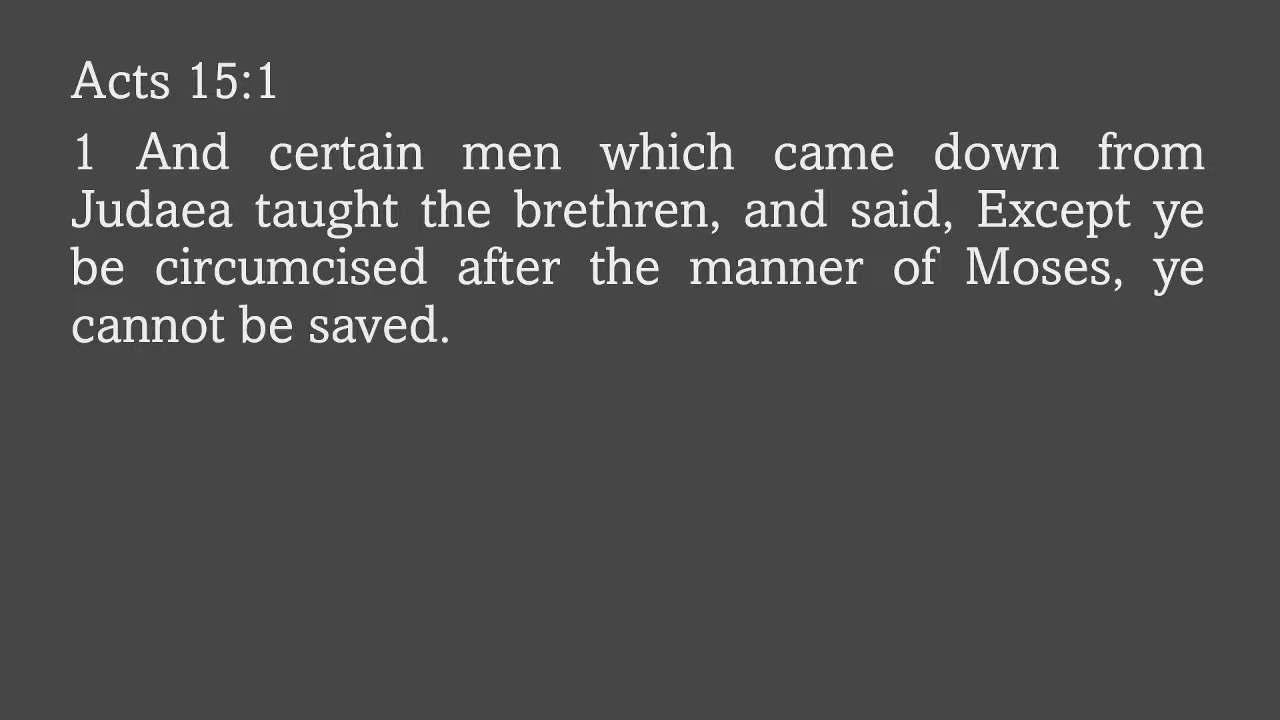 Acts 15:1
1 And certain men which came down from
Judaea taught the brethren, and said, Except ye
be circumcised after the manner of Moses, ye
cannot be saved.